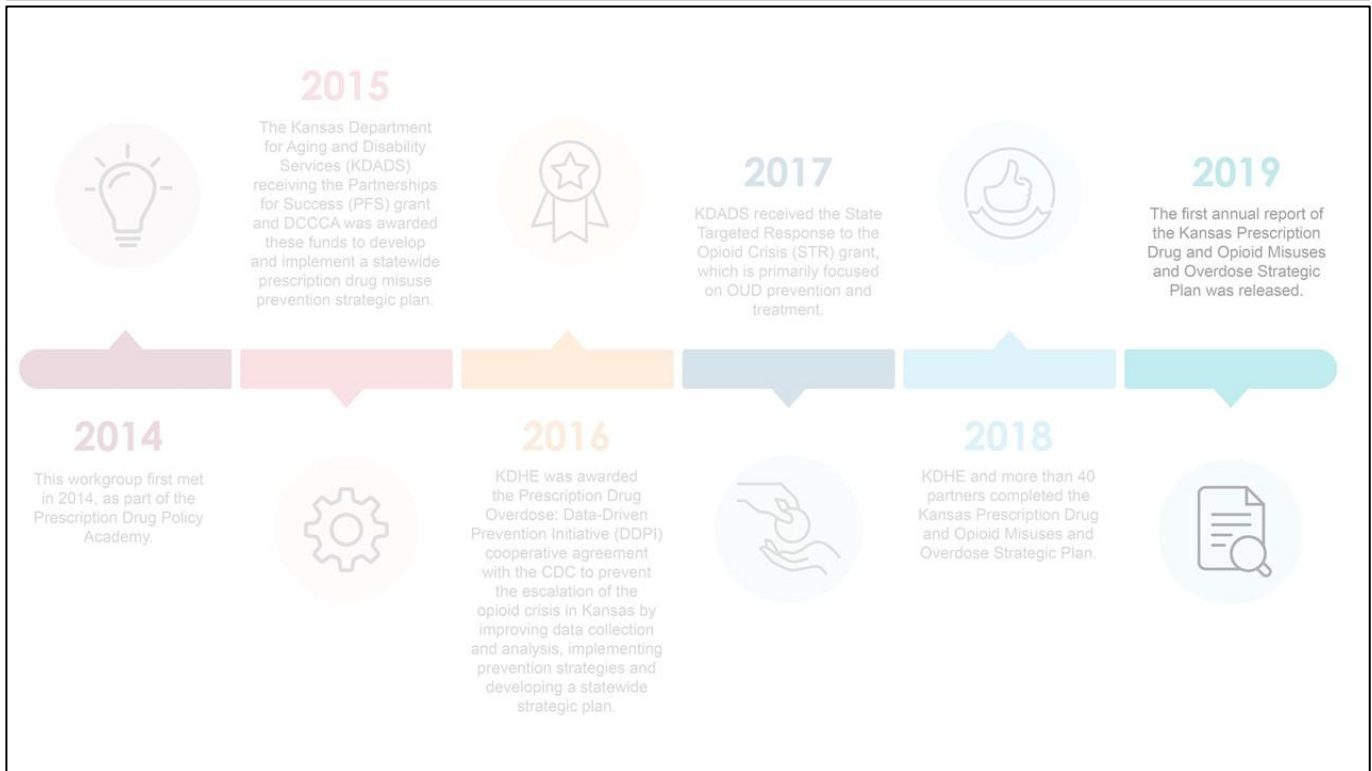 2014
This workgroup first met
in 2014, as part of the
Prescription Drug Policy
Academy.
2015
The Kansas Department
for Aging and Disability
Services (KDADS)
receiving the Partnerships
for Success (PFS) grant
and DCCCA was awarded
these funds to develop
and implement a statewide
prescription drug misuse
prevention strategic plan.
2016
KDHE was awarded
the Prescription Drug
Overdose: Data-Driven
Prevention Initiative (DDPI)
cooperative agreement
with the CDC to prevent
the escalation of the
opioid crisis in Kansas by
improving data collection
and analysis, implementing
prevention strategies and
developing a statewide
strategic plan.
2017
KDADS received the State
Targeted Response to the
Opioid Crisis (STR) grant,
which is primarily focused
on OUD prevention and
treatment.
2018
KDHE and more than 40
partners completed the
Kansas Prescription Drug
and Opioid Misuses and
Overdose Strategic Plan.
2019
The first annual report of
the Kansas Prescription
Drug and Opioid Misuses
and Overdose Strategic
Plan was released.